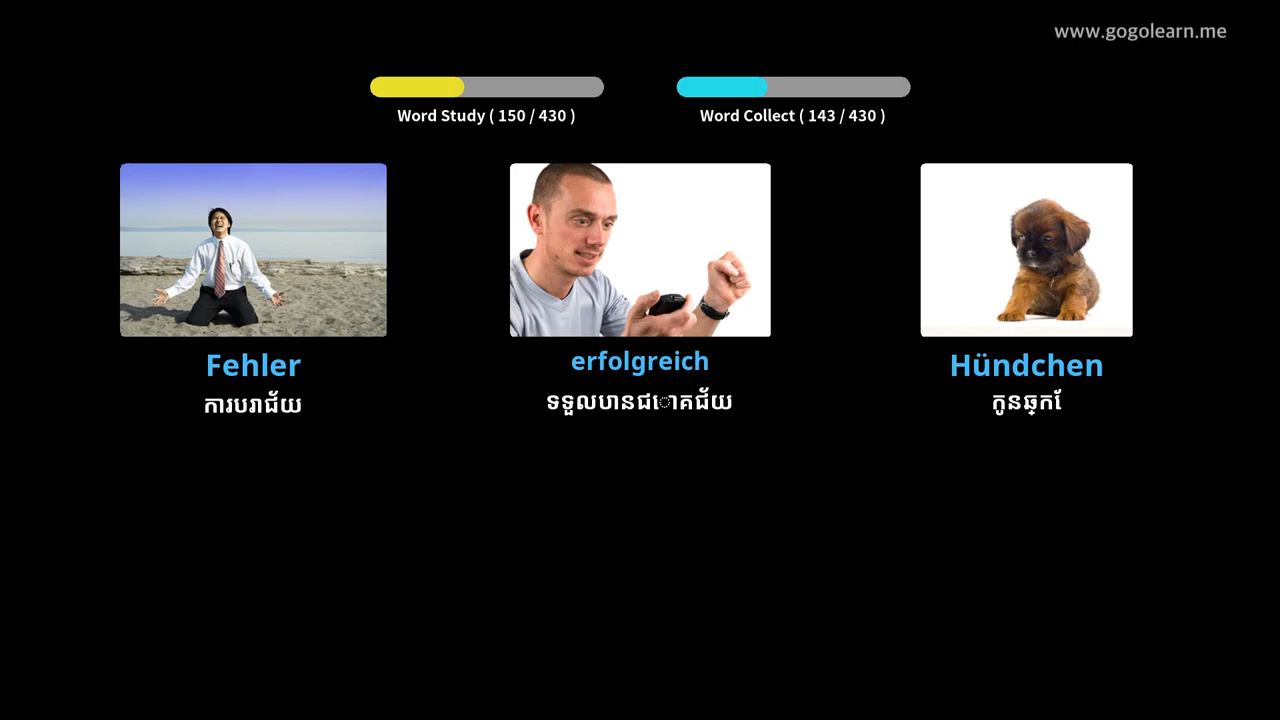 www.gogolearn.me
Word Study ( 150 / 430 )
Word Collect ( 143 / 430 )
Fehler
ការបរាជ័យ
erfolgreich
ទទួលបានជោគជ័យ
Hündchen
កូនឆ្កែ